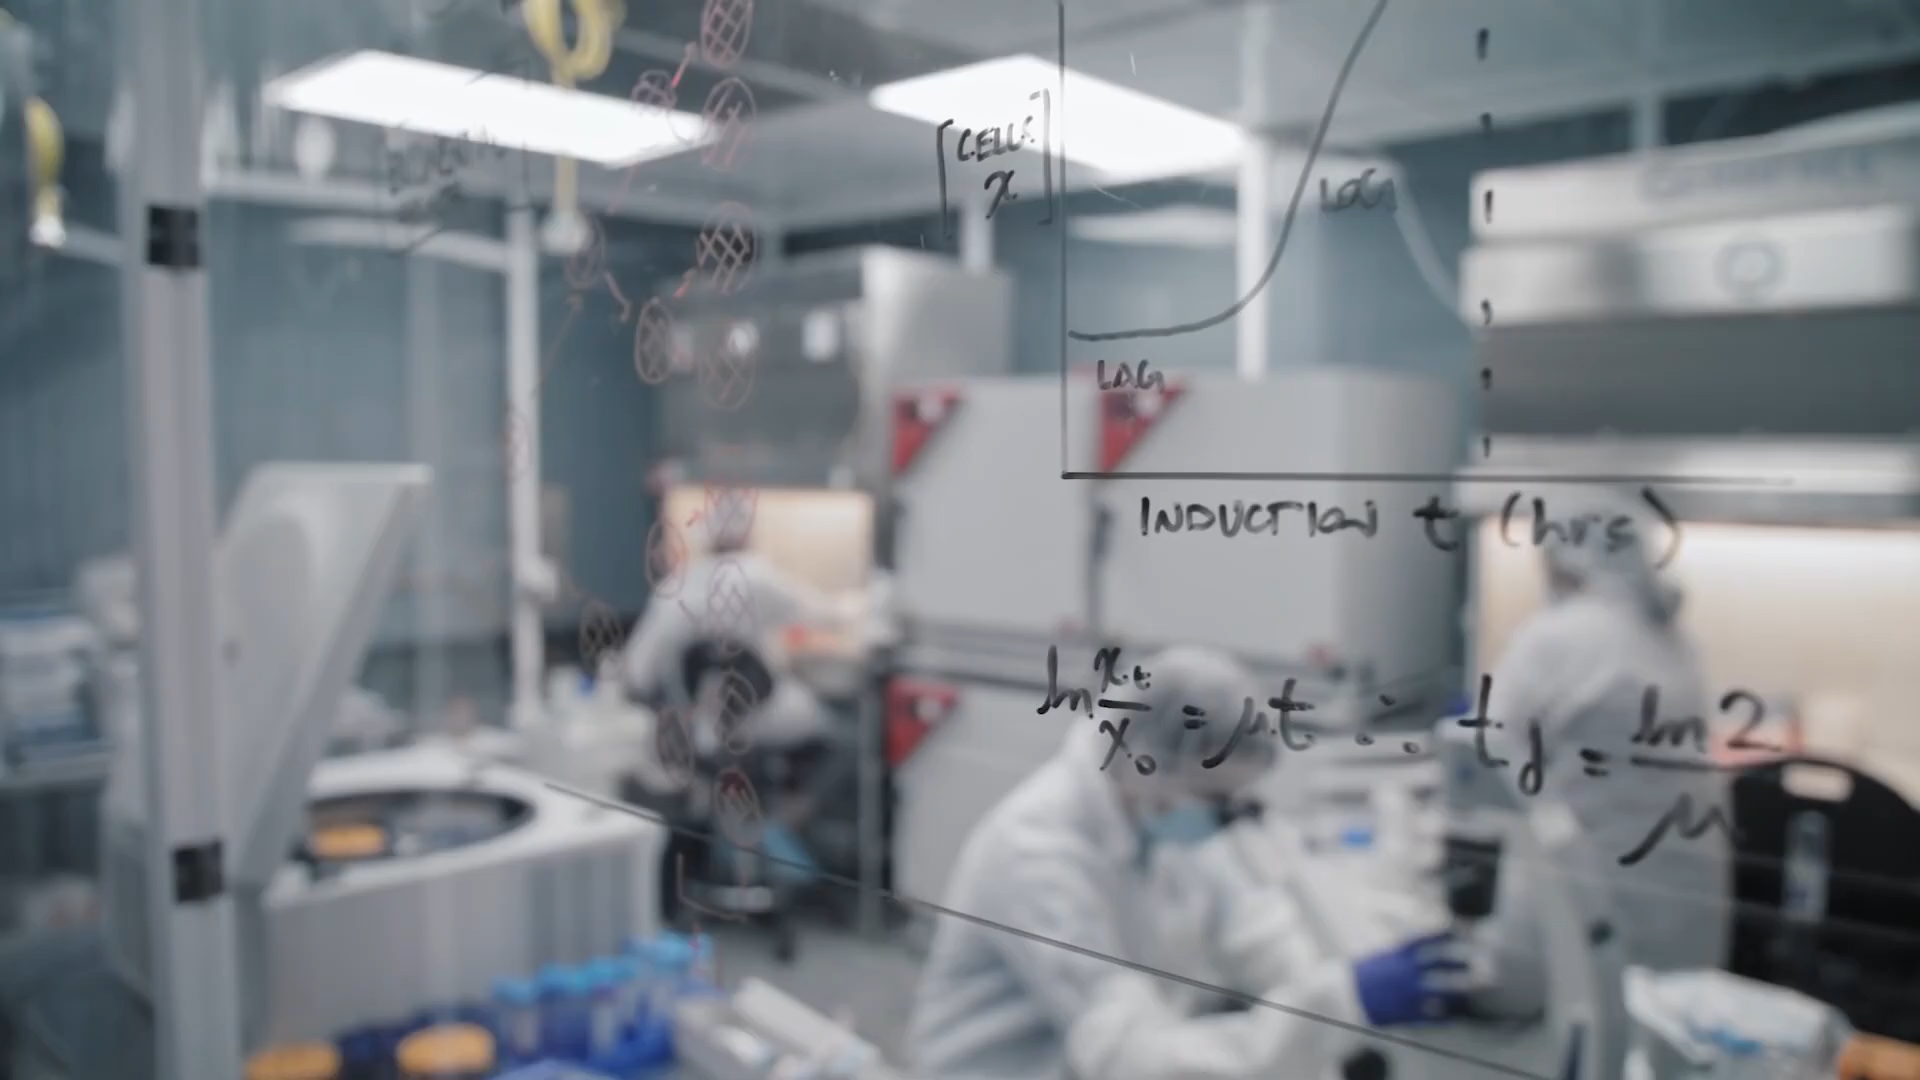 [CELLS
x]
LOG
LAG
INDUCTION t (hrs)
ln xt/x0 = μt ∴ td = ln2/μ